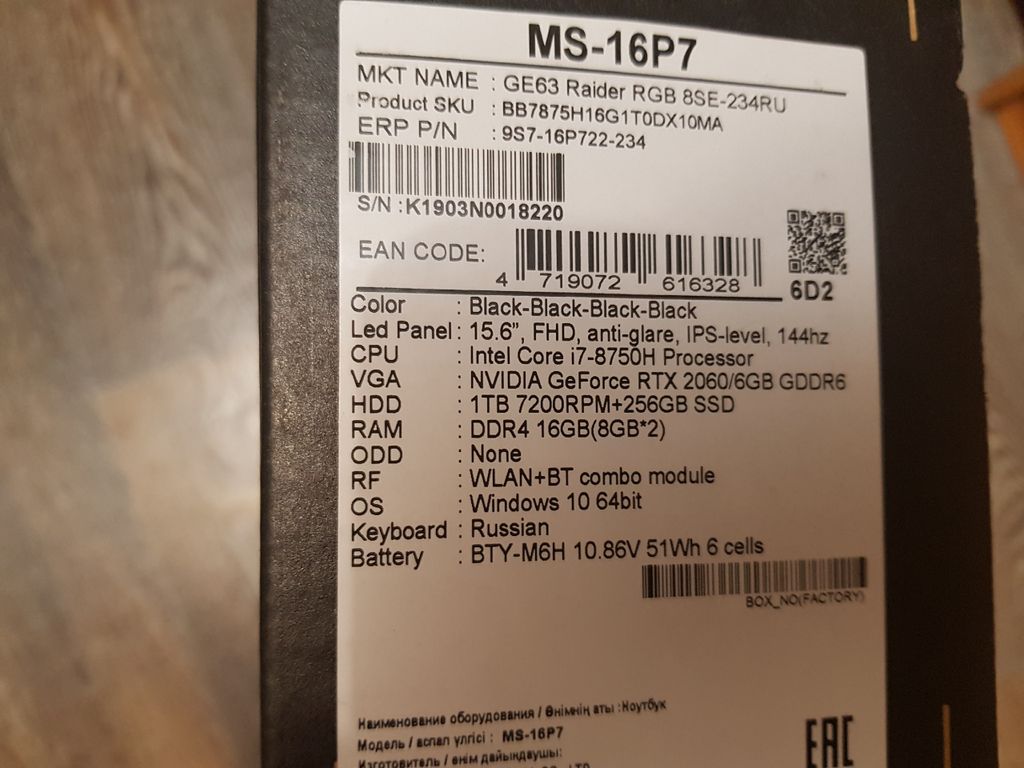 MS-16P7
MKT NAME : GE63 Raider RGB 8SE-234RU
Product SKU : BB7875H16G1T0DX10MA
ERP P/N : 9S7-16P722-234
S/N :K1903N0018220
EAN CODE:
4 719072 616328
6D2
Color : Black-Black-Black-Black
Led Panel : 15.6”, FHD, anti-glare, IPS-level, 144hz
CPU : Intel Core i7-8750H Processor
VGA : NVIDIA GeForce RTX 2060/6GB GDDR6
HDD : 1TB 7200RPM+256GB SSD
RAM : DDR4 16GB(8GB*2)
ODD : None
RF : WLAN+BT combo module
OS : Windows 10 64bit
Keyboard : Russian
Battery : BTY-M6H 10.86V 51Wh 6 cells
BOX_NO(FACTORY)
Наименование оборудования / Өнімнің аты :Ноутбук
Модель / аспап үлгісі : MS-16P7
Изготовитель / өнім дайындаушы:
LTD
EAC